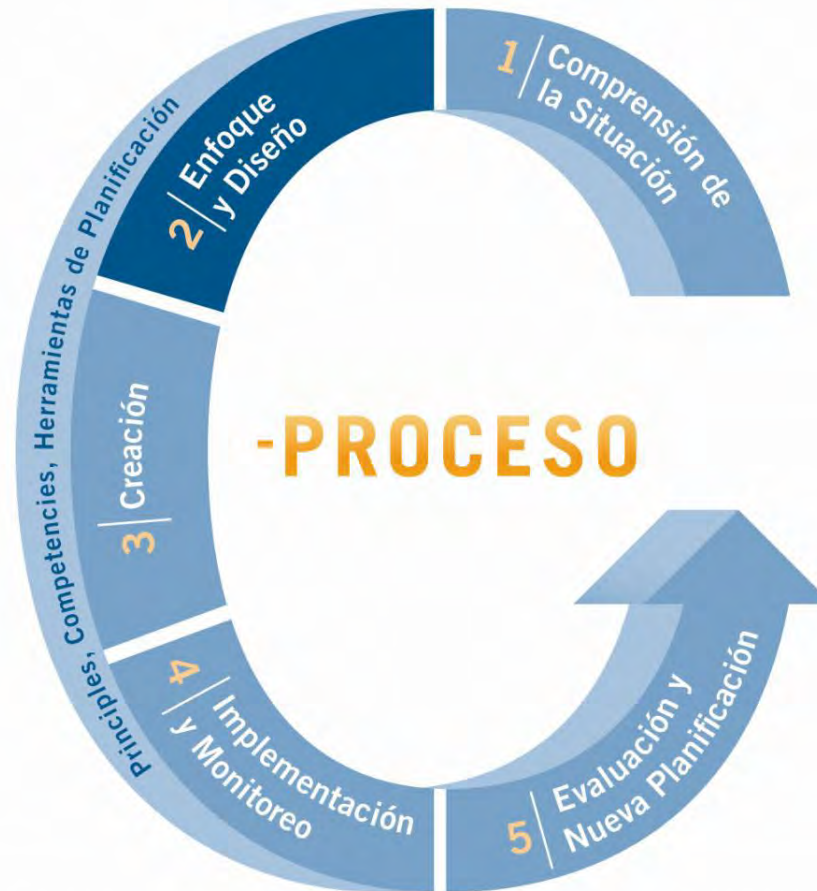 1 Comprensión de
la Situación
2 Enfoque
y Diseño
3 Creación
4 Implementación
y Monitoreo
5 Evaluación y
Nueva Planificación
Principles, Competencies, Herramientas de Planificación
-PROCESO